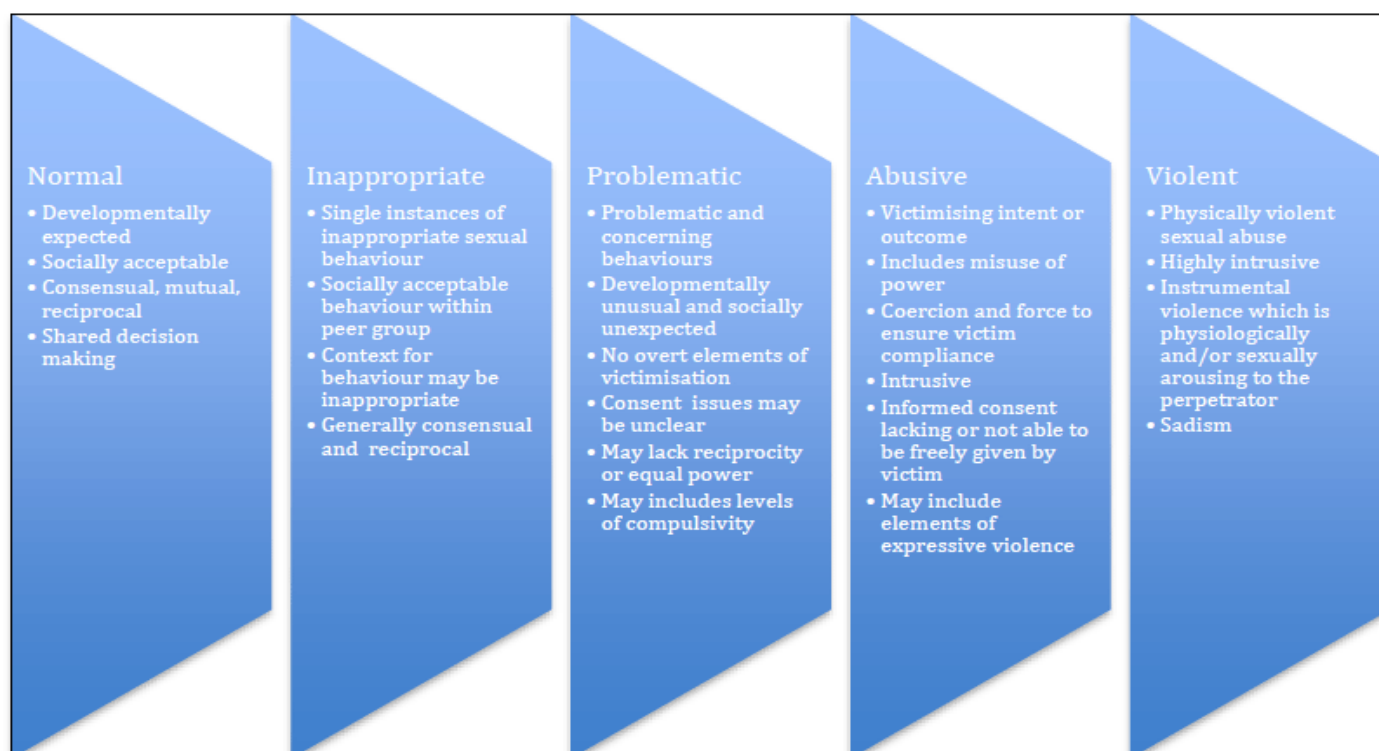 Normal
• Developmentally
expected
• Socially acceptable
• Consensual, mutual,
reciprocal
• Shared decision
making
Inappropriate
• Single instances of
inappropriate sexual
behaviour
• Socially acceptable
behaviour within
peer group
• Context for
behaviour may be
inappropriate
• Generally consensual
and reciprocal
Problematic
• Problematic and
concerning
behaviours
• Developmentally
unusual and socially
unexpected
• No overt elements of
victimisation
• Consent issues may
be unclear
• May lack reciprocity
or equal power
• May includes levels
of compulsivity
Abusive
• Victimising intent or
outcome
• Includes misuse of
power
• Coercion and force to
ensure victim
compliance
• Intrusive
• Informed consent
lacking or not able to
be freely given by
victim
• May include
elements of
expressive violence
Violent
• Physically violent
sexual abuse
• Highly intrusive
• Instrumental
violence which is
physiologically
and/or sexually
arousing to the
perpetrator
• Sadism